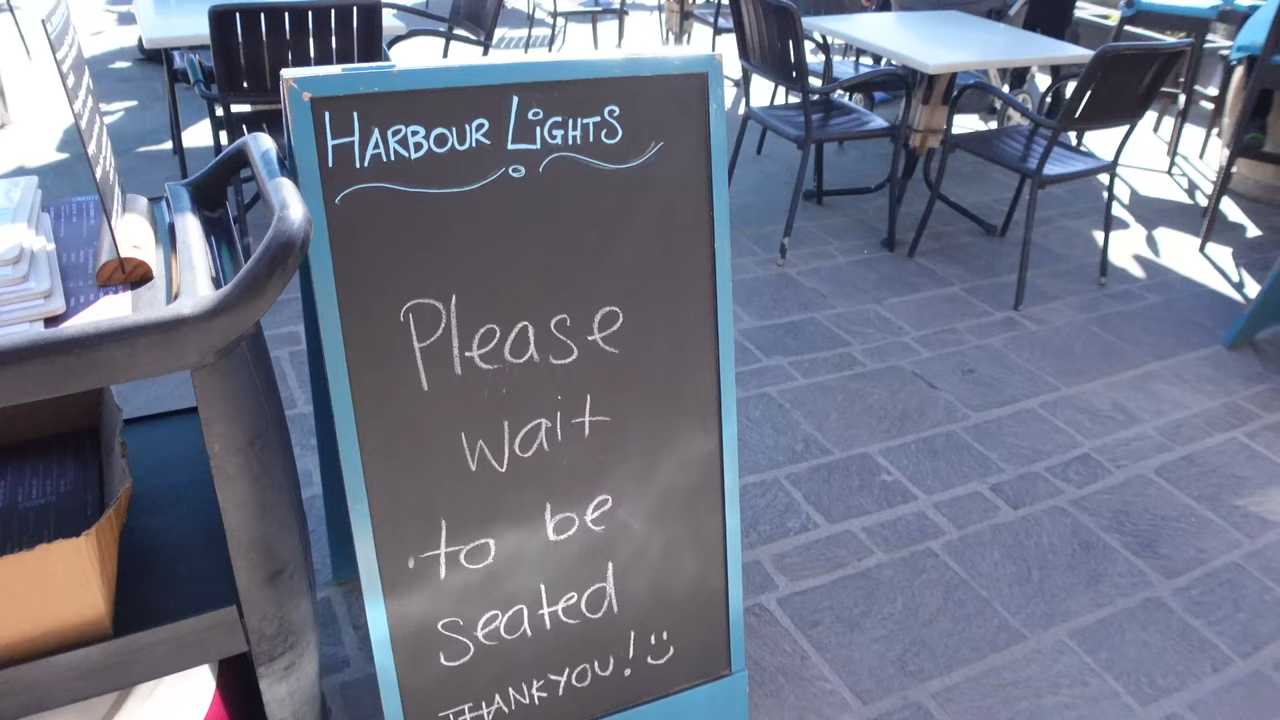 HARBOUR LiGHTS
Please
wait
to be
seated
THANKYOU! :)